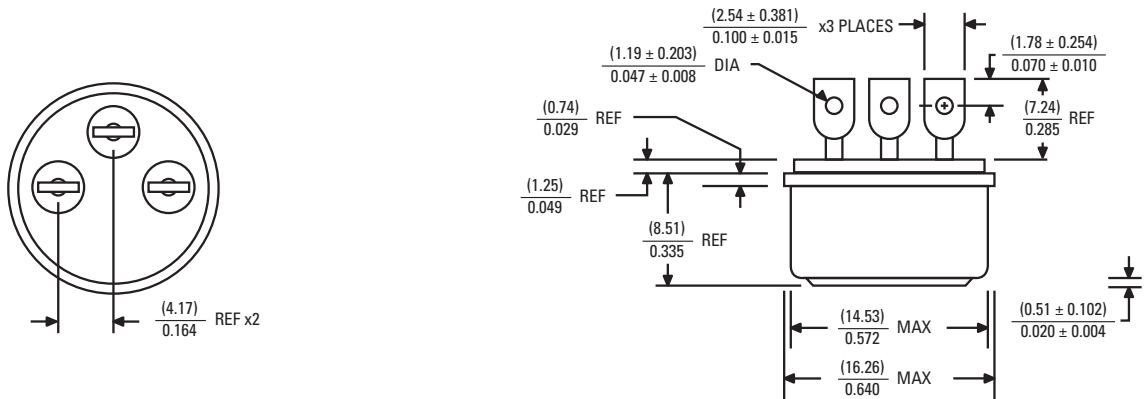 (4.17)
0.164
REF x2
(2.54 ± 0.381)
0.100 ± 0.015
x3 PLACES
(1.19 ± 0.203)
0.047 ± 0.008
DIA
(1.78 ± 0.254)
0.070 ± 0.010
(0.74)
0.029
REF
(7.24)
0.285
REF
(1.25)
0.049
REF
(8.51)
0.335
REF
(0.51 ± 0.102)
0.020 ± 0.004
(14.53)
0.572
MAX
(16.26)
0.640
MAX